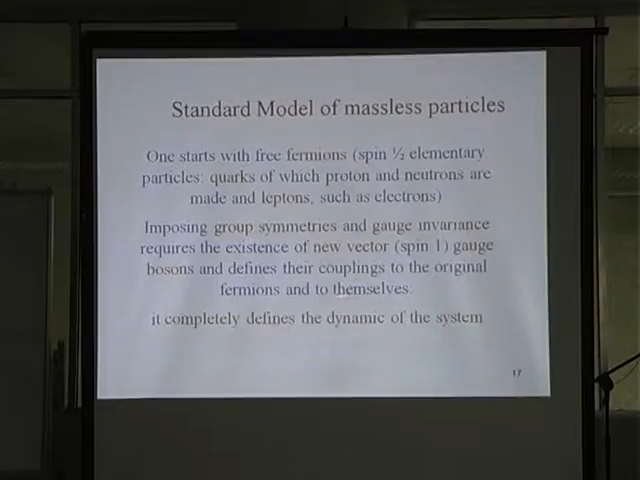 Standard Model of massless particles
One starts with free fermions (spin ½ elementary
particles: quarks of which proton and neutrons are
made and leptons, such as electrons)
Imposing group symmetries and gauge invariance
requires the existence of new vector (spin 1) gauge
bosons and defines their couplings to the original
fermions and to themselves:
it completely defines the dynamic of the system
17